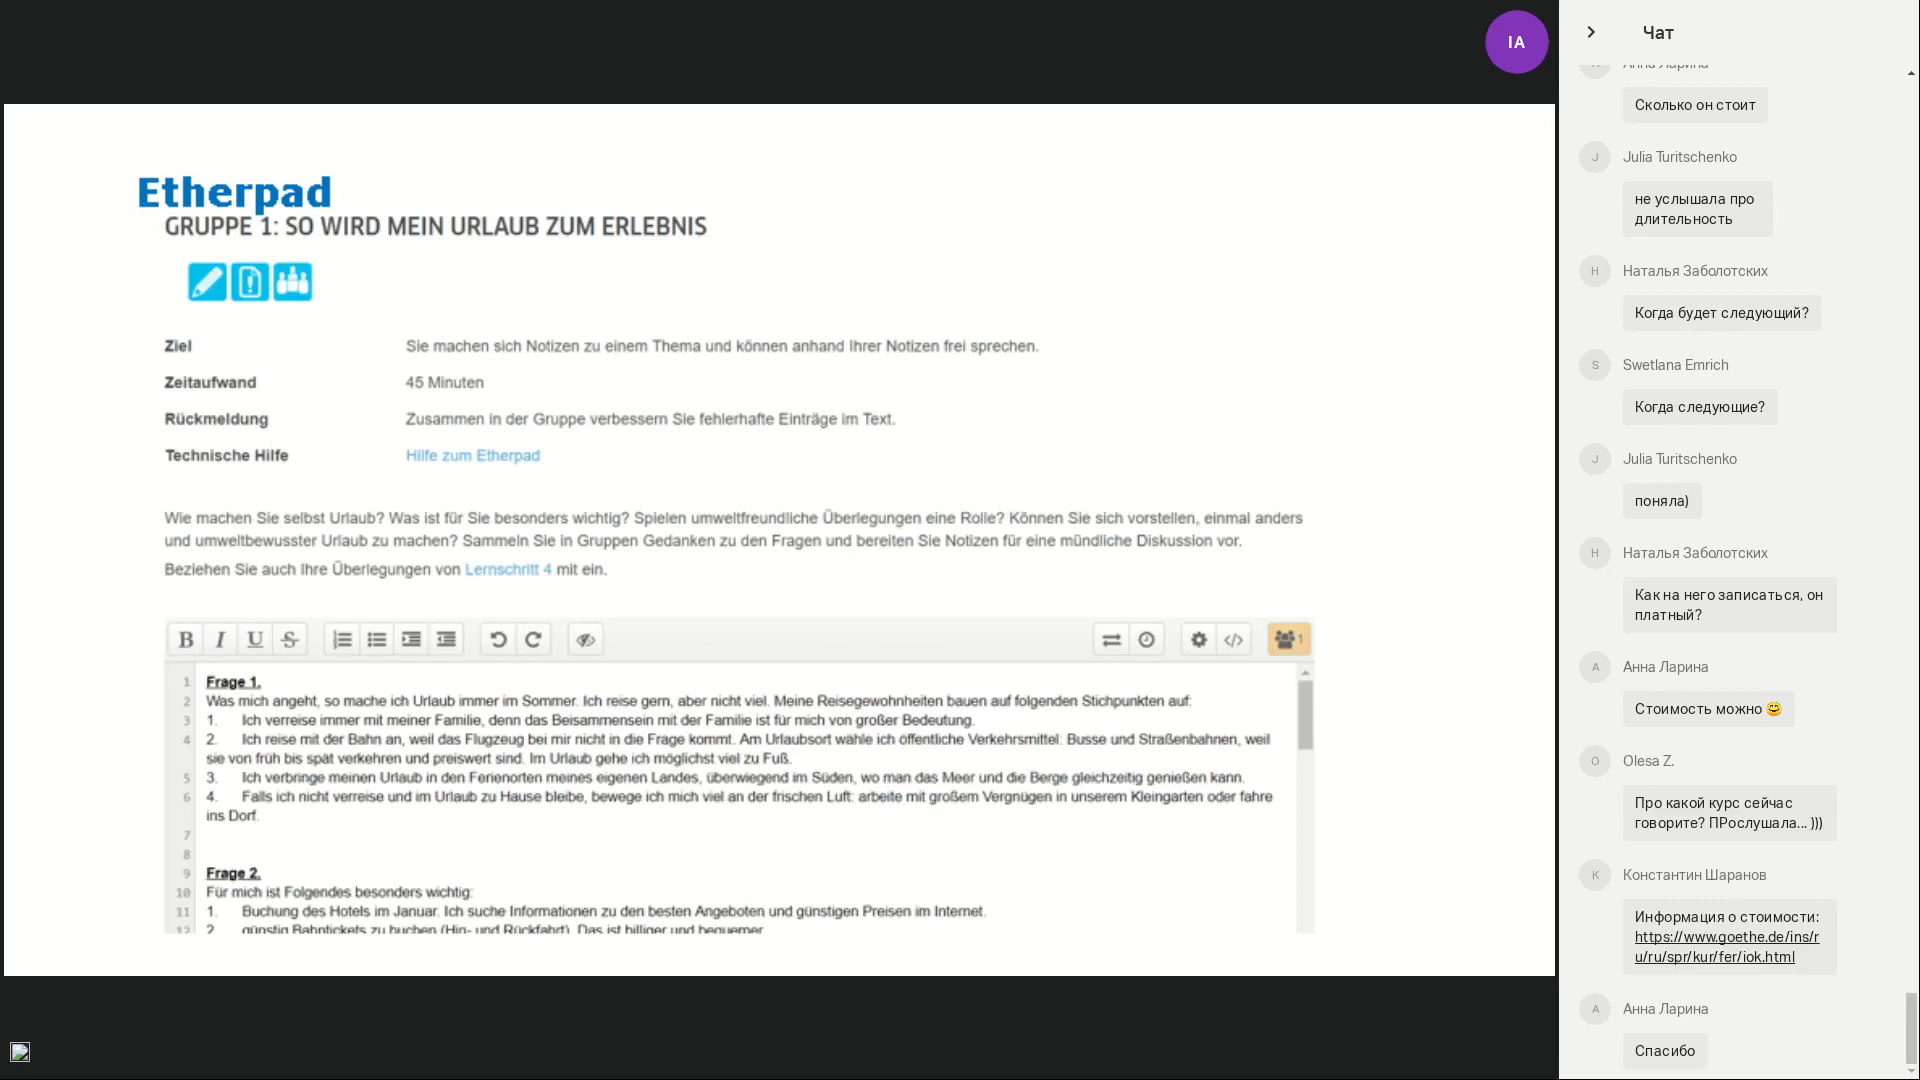 IA
Etherpad
GRUPPE 1: SO WIRD MEIN URLAUB ZUM ERLEBNIS
Ziel Sie machen sich Notizen zu einem Thema und können anhand Ihrer Notizen frei sprechen.
Zeitaufwand 45 Minuten
Rückmeldung Zusammen in der Gruppe verbessern Sie fehlerhafte Einträge im Text.
Technische Hilfe Hilfe zum Etherpad
Wie machen Sie selbst Urlaub? Was ist für Sie besonders wichtig? Spielen umweltfreundliche Überlegungen eine Rolle? Können Sie sich vorstellen, einmal anders
und umweltbewusster Urlaub zu machen? Sammeln Sie in Gruppen Gedanken zu den Fragen und bereiten Sie Notizen für eine mündliche Diskussion vor.
Beziehen Sie auch Ihre Überlegungen von Lernschritt 4 mit ein.
B I U S 1
1 Frage 1.
2 Was mich angeht, so mache ich Urlaub immer im Sommer. Ich reise gern, aber nicht viel. Meine Reisegewohnheiten bauen auf folgenden Stichpunkten auf:
3 1. Ich verreise immer mit meiner Familie, denn das Beisammensein mit der Familie ist für mich von großer Bedeutung.
4 2. Ich reise mit der Bahn an, weil das Flugzeug bei mir nicht in die Frage kommt. Am Urlaubsort wähle ich öffentliche Verkehrsmittel: Busse und Straßenbahnen, weil
sie von früh bis spät verkehren und preiswert sind. Im Urlaub gehe ich möglichst viel zu Fuß.
5 3. Ich verbringe meinen Urlaub in den Ferienorten meines eigenen Landes, überwiegend im Süden, wo man das Meer und die Berge gleichzeitig genießen kann.
6 4. Falls ich nicht verreise und im Urlaub zu Hause bleibe, bewege ich mich viel an der frischen Luft: arbeite mit großem Vergnügen in unserem Kleingarten oder fahre
ins Dorf.
7
8
9 Frage 2.
10 Für mich ist Folgendes besonders wichtig:
11 1. Buchung des Hotels im Januar. Ich suche Informationen zu den besten Angeboten und günstigen Preisen im Internet.
12 2. günstig Bahntickets zu buchen (Hin- und Rückfahrt). Das ist billiger und bequemer
Чат
Анна Ларина
Сколько он стоит
J Julia Turitschenko
не услышала про
длительность
Н Наталья Заболотских
Когда будет следующий?
S Swetlana Emrich
Когда следующие?
J Julia Turitschenko
поняла)
Н Наталья Заболотских
Как на него записаться, он
платный?
А Анна Ларина
Стоимость можно 😊
O Olesa Z.
Про какой курс сейчас
говорите? ПРослушала... )))
К Константин Шаранов
Информация о стоимости:
https://www.goethe.de/ins/r
u/ru/spr/kur/fer/iok.html
А Анна Ларина
Спасибо